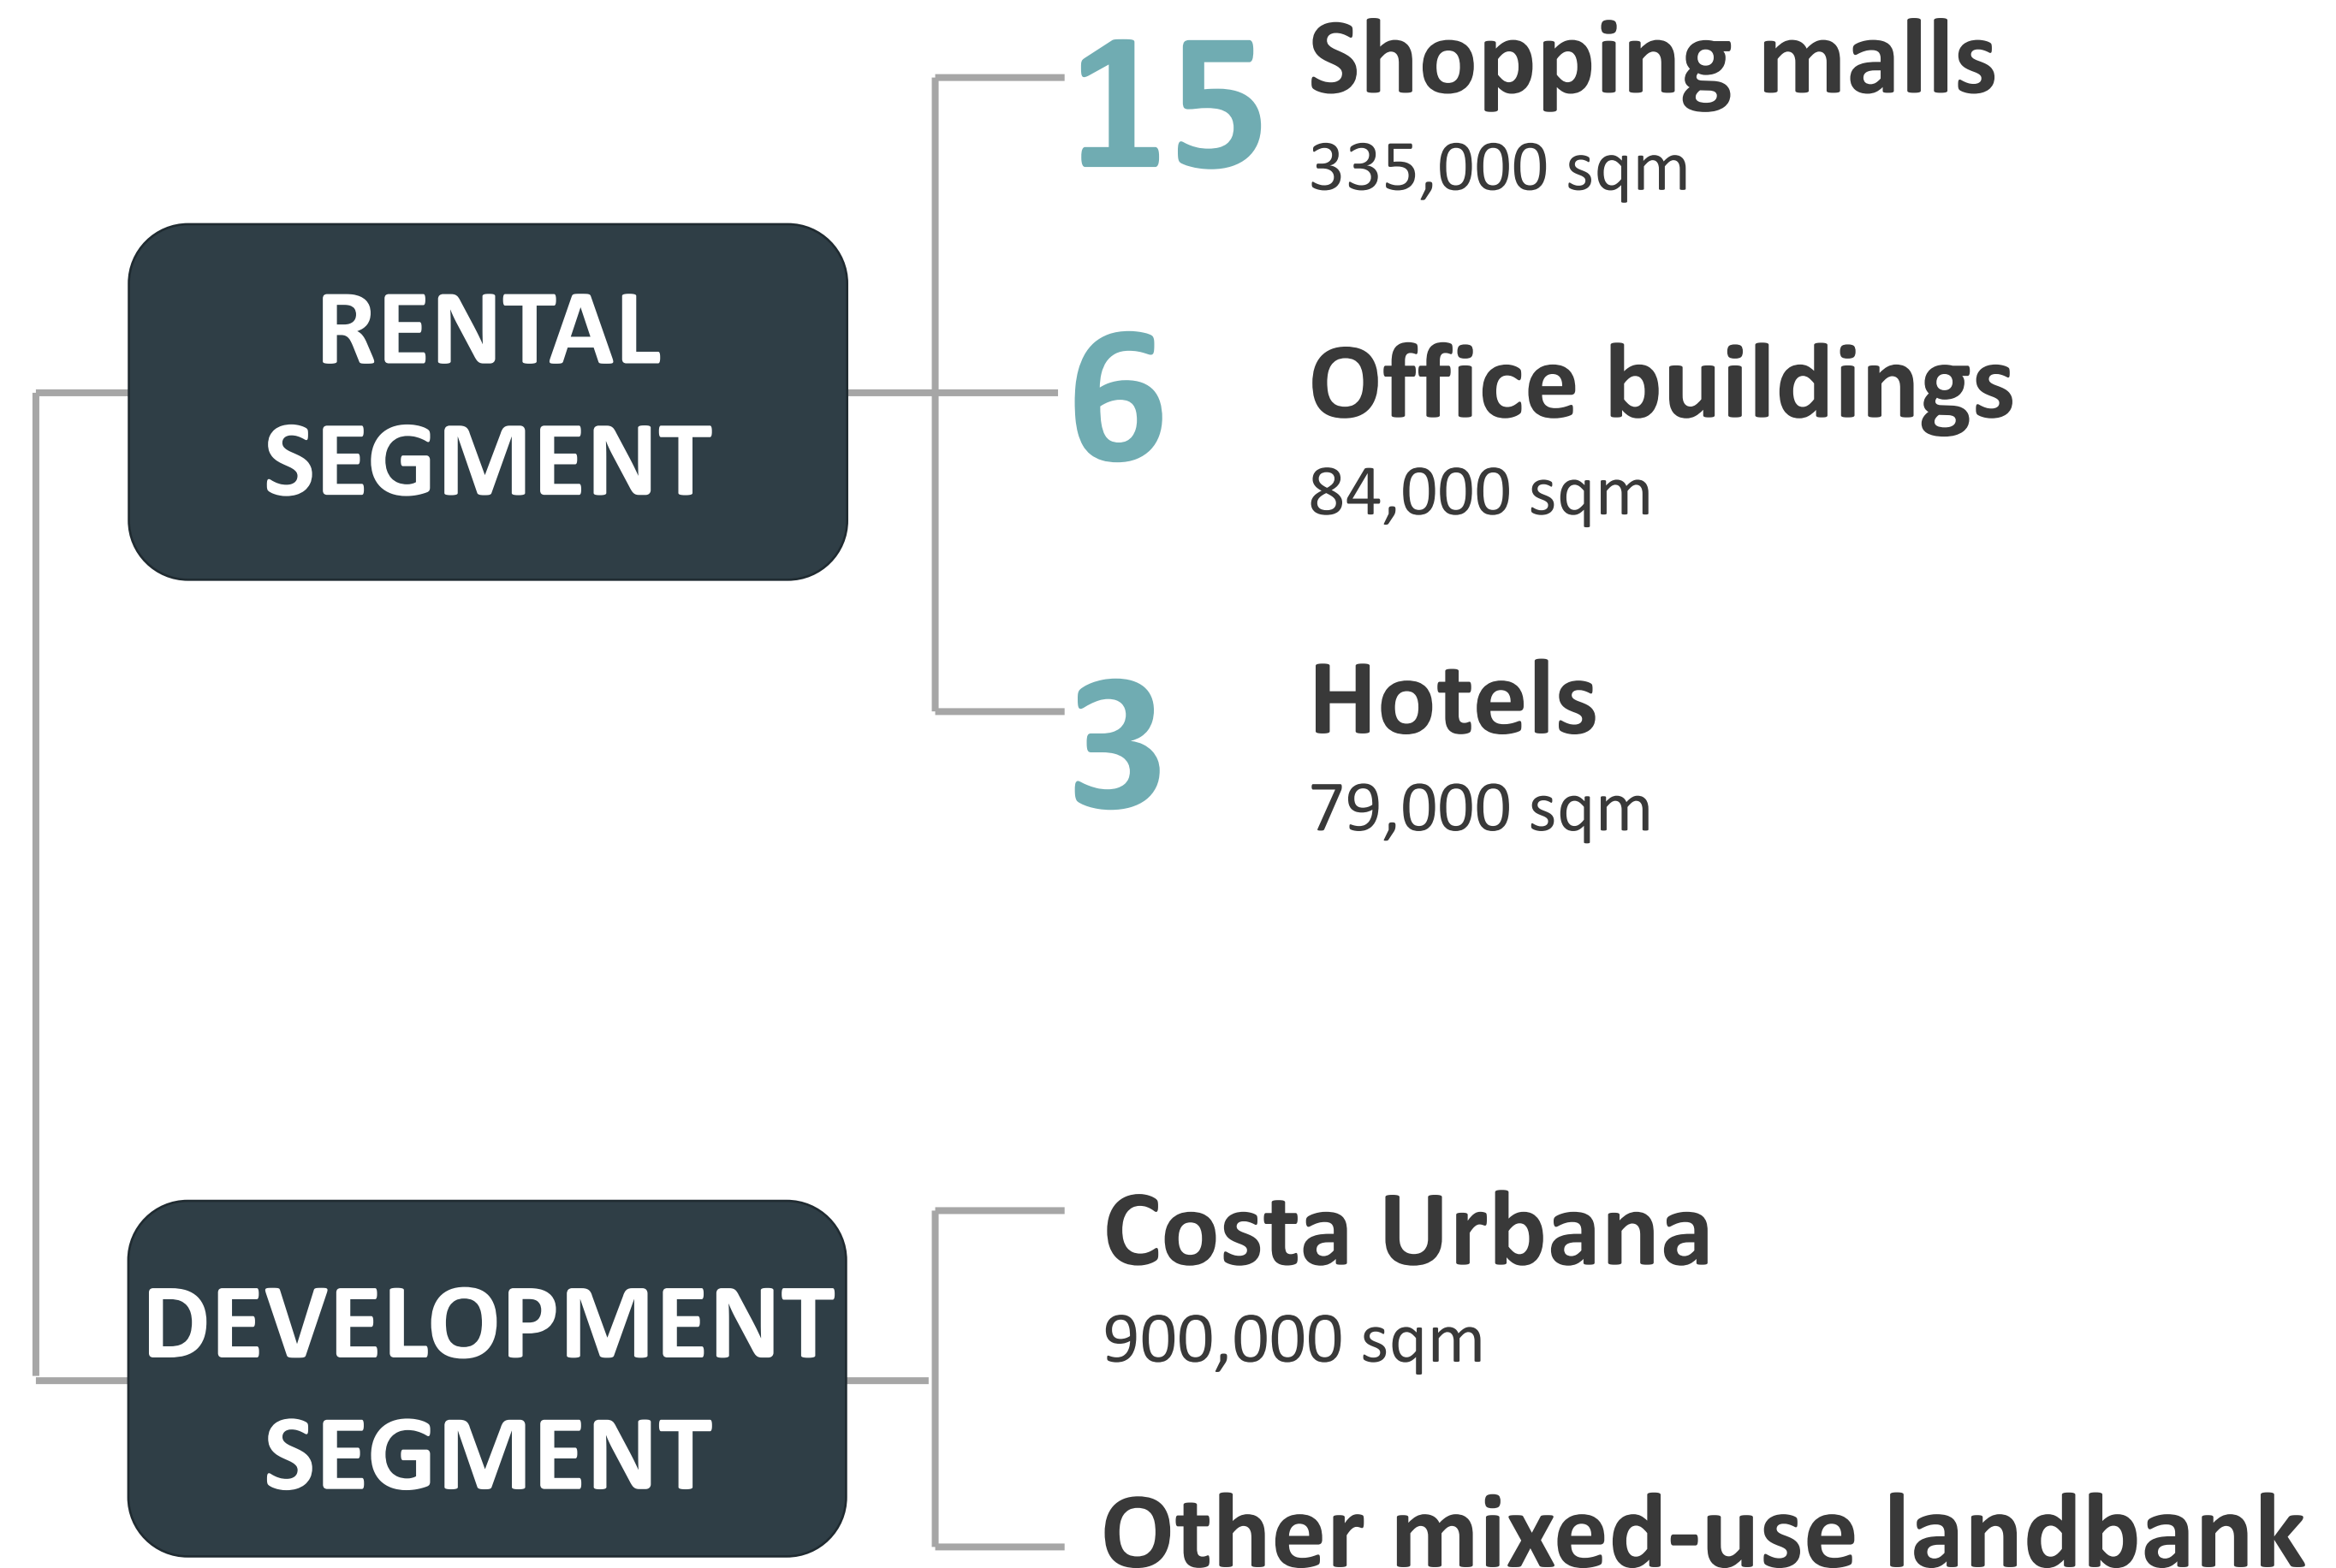 RENTAL
SEGMENT
15
Shopping malls
335,000 sqm
6
Office buildings
84,000 sqm
3
Hotels
79,000 sqm
DEVELOPMENT
SEGMENT
Costa Urbana
900,000 sqm
Other mixed-use landbank